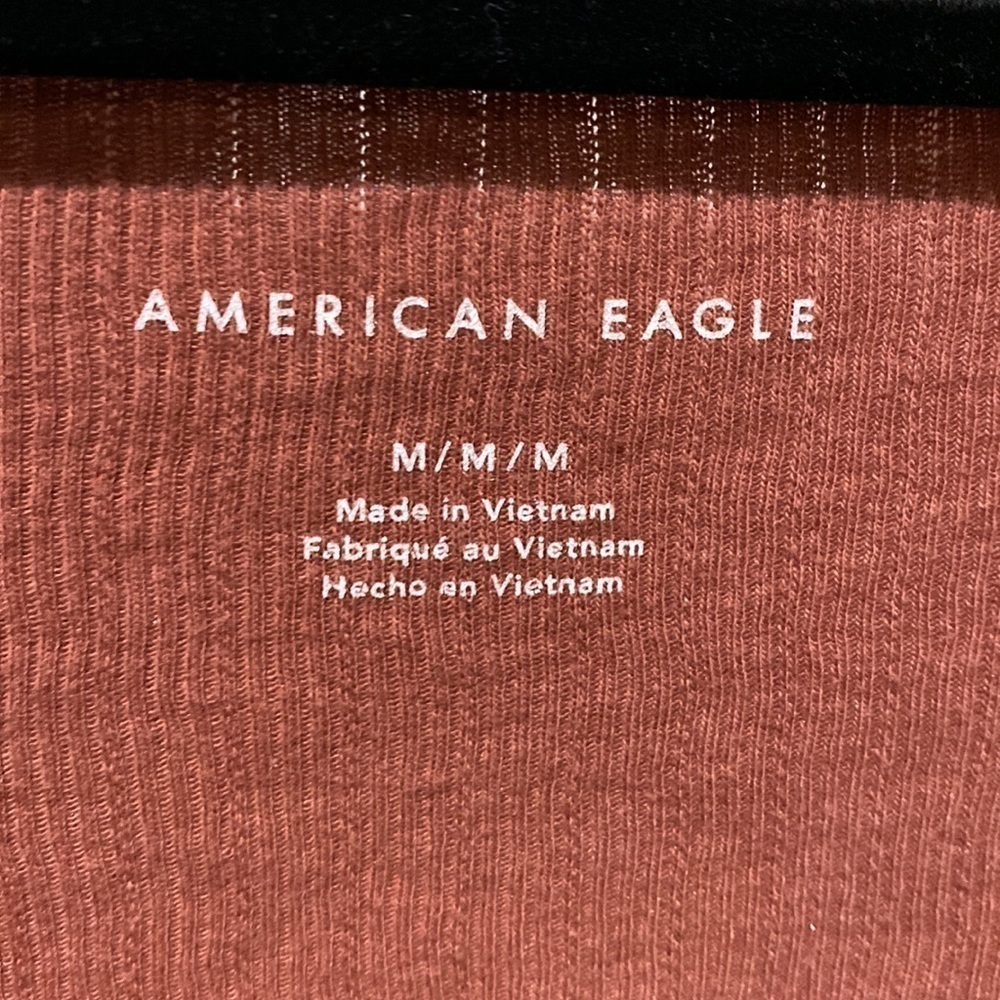 AMERICAN EAGLE
M/M/M
Made in Vietnam
Fabriqué au Vietnam
Hecho en Vietnam